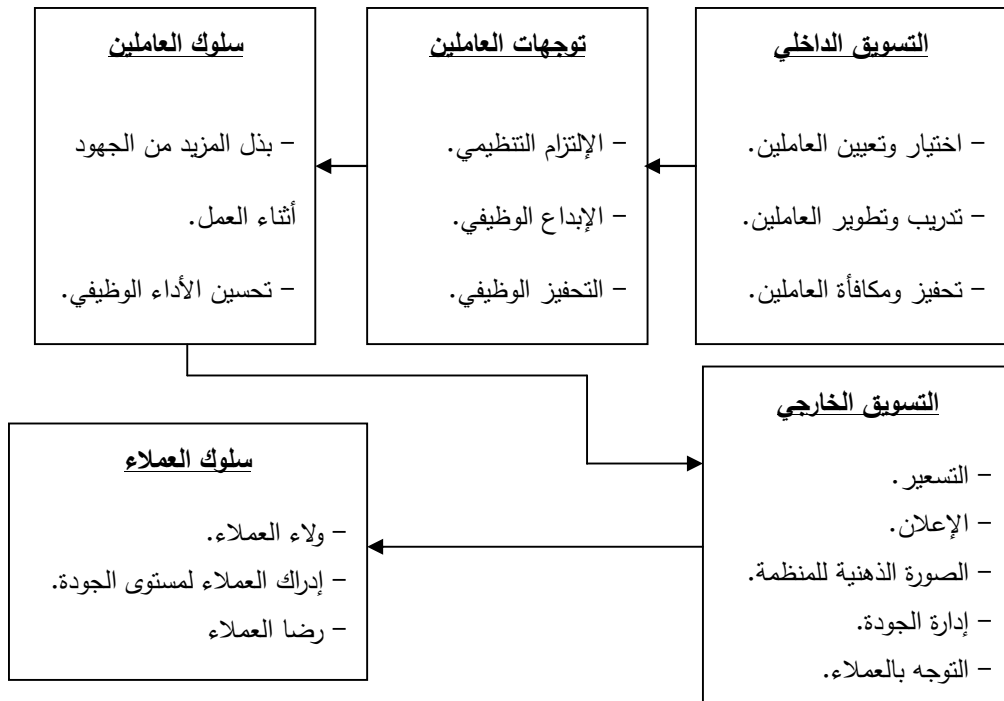 التسويق الداخلي
– اختيار وتعيين العاملين.
– تدريب وتطوير العاملين.
– تحفيز ومكافأة العاملين.
توجهات العاملين
– الإلتزام التنظيمي.
– الإبداع الوظيفي.
– التحفيز الوظيفي.
سلوك العاملين
– بذل المزيد من الجهود
أثناء العمل.
– تحسين الأداء الوظيفي.
التسويق الخارجي
– التسعير.
– الإعلان.
– الصورة الذهنية للمنظمة.
– إدارة الجودة.
– التوجه بالعملاء.
سلوك العملاء
– ولاء العملاء.
– إدراك العملاء لمستوى الجودة.
– رضا العملاء